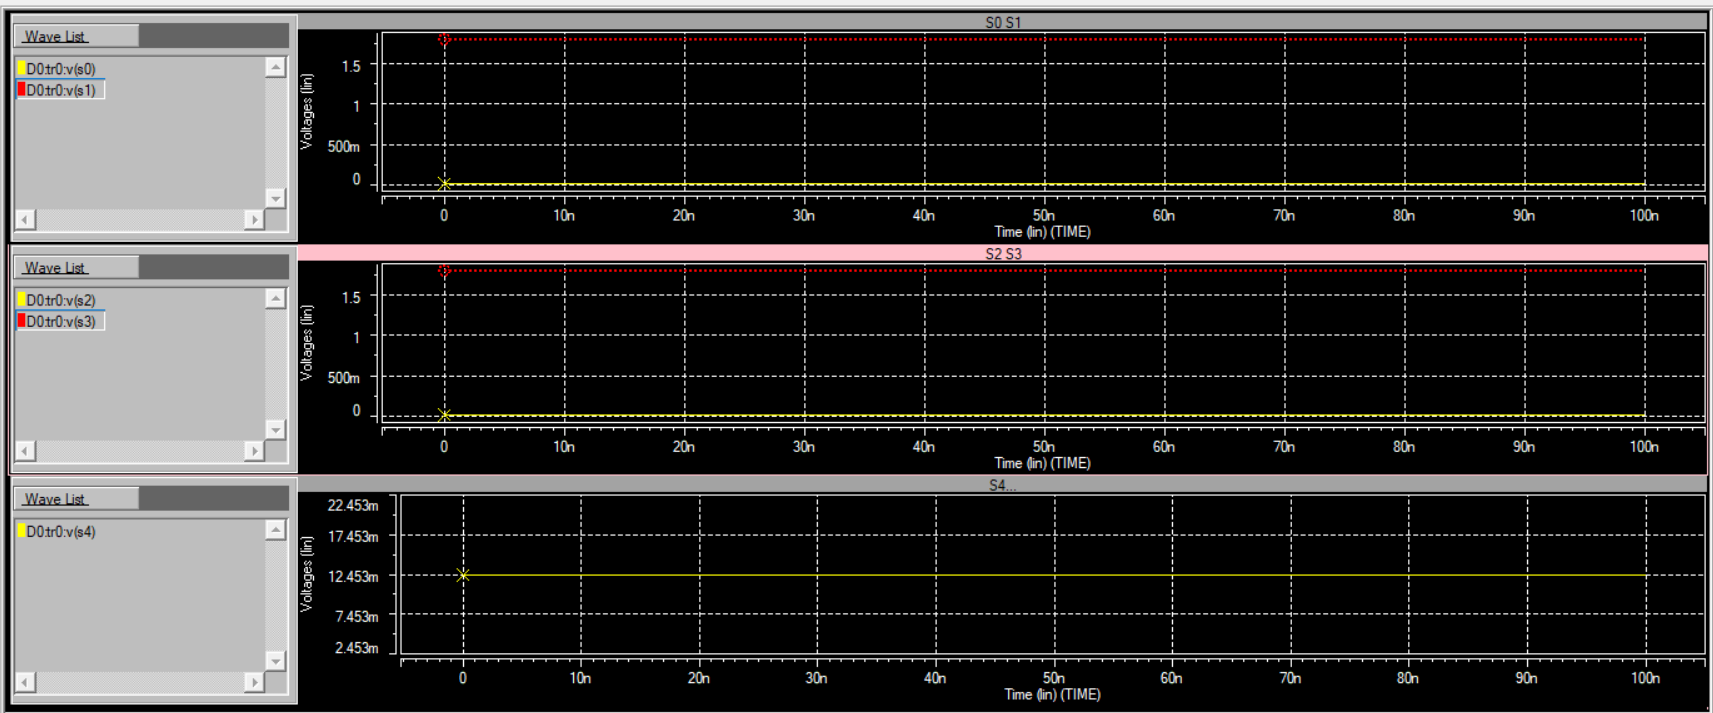 S0 S1
Wave List
D0:tr0:v(s0)
D0:tr0:v(s1)
Voltages (lin)
1.5
1
500m
0
0 10n 20n 30n 40n 50n 60n 70n 80n 90n 100n
Time (lin) (TIME)
S2 S3
Wave List
D0:tr0:v(s2)
D0:tr0:v(s3)
Voltages (lin)
1.5
1
500m
0
0 10n 20n 30n 40n 50n 60n 70n 80n 90n 100n
Time (lin) (TIME)
S4...
Wave List
D0:tr0:v(s4)
Voltages (lin)
22.453m
17.453m
12.453m
7.453m
2.453m
0 10n 20n 30n 40n 50n 60n 70n 80n 90n 100n
Time (lin) (TIME)